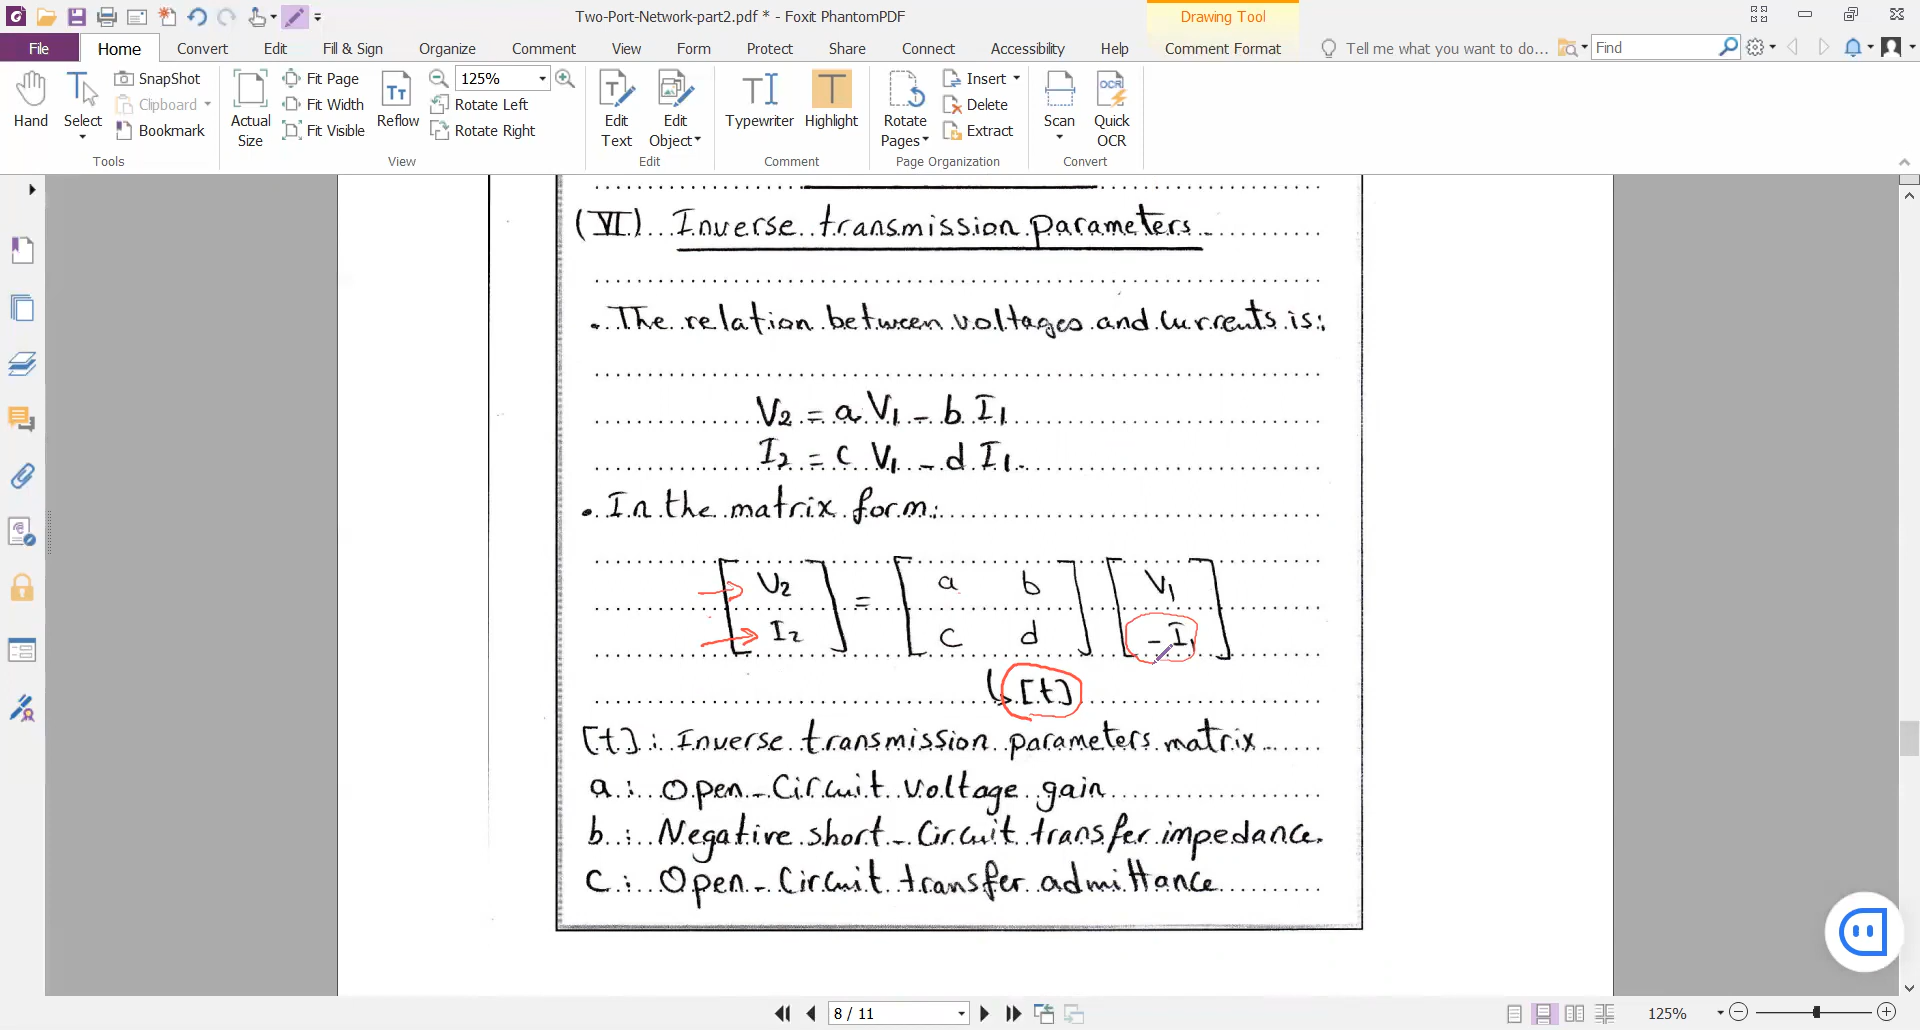 Two-Port-Network-part2.pdf * - Foxit PhantomPDF
Drawing Tool
File Home Convert Edit Fill & Sign Organize Comment View Form Protect Share Connect Accessibility Help Comment Format Tell me what you want to do... Find
Hand Select SnapShot Clipboard Bookmark
Tools
Actual Size Fit Page Fit Width Fit Visible Reflow 125% Rotate Left Rotate Right
View
Edit Text Edit Object
Edit
Typewriter Highlight
Comment
Rotate Pages Insert Delete Extract
Page Organization
Scan Quick OCR
Convert
(VI) Inverse transmission parameters
. The relation between voltages and currents is:
V2 = a V1 - b I1
I2 = c V1 - d I1.
. In the matrix form:
[V2 I2] = [a b c d] [V1 -I1]
↳ [t]
[t]: Inverse transmission parameters matrix
a: Open-Circuit voltage gain
b: Negative short-Circuit transfer impedance.
c: Open-Circuit transfer admittance
8 / 11
125%